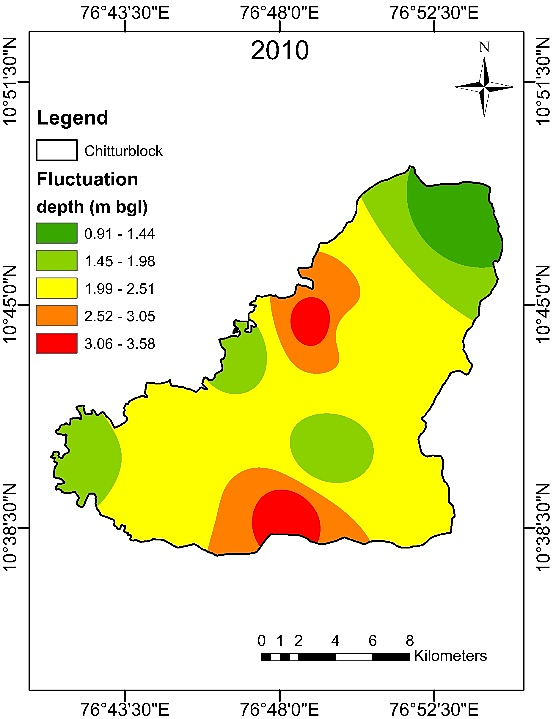 76°43'30"E 76°48'0"E 76°52'30"E
2010
N
10°51'30"N 10°51'30"N
Legend
Chitturblock
Fluctuation
depth (m bgl)
0.91 - 1.44
1.45 - 1.98
1.99 - 2.51
2.52 - 3.05
3.06 - 3.58
10°45'0"N 10°45'0"N
10°38'30"N 10°38'30"N
0 1 2 4 6 8
Kilometers
76°43'30"E 76°48'0"E 76°52'30"E